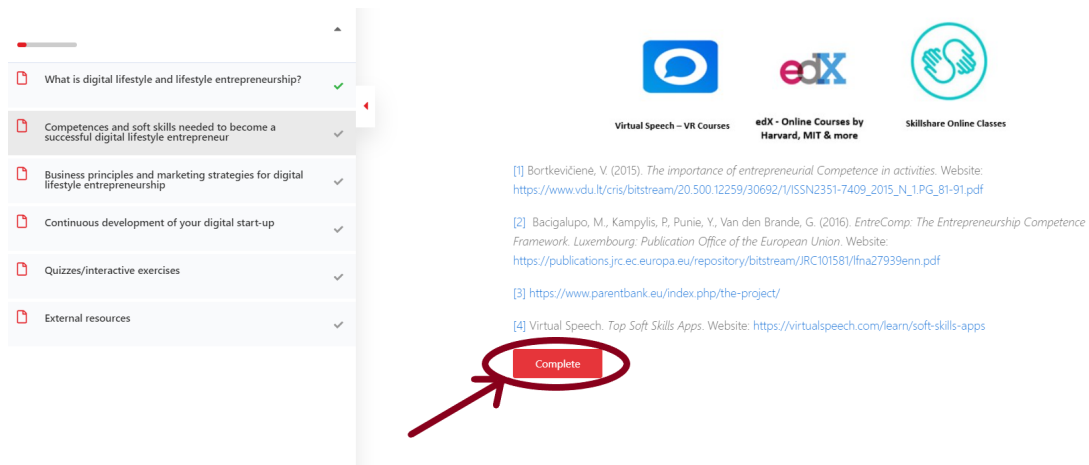 What is digital lifestyle and lifestyle entrepreneurship?
Competences and soft skills needed to become a
successful digital lifestyle entrepreneur
Business principles and marketing strategies for digital
lifestyle entrepreneurship
Continuous development of your digital start-up
Quizzes/interactive exercises
External resources
edX
Virtual Speech – VR Courses
edX - Online Courses by
Harvard, MIT & more
Skillshare Online Classes
[1] Bortkevičienė, V. (2015). The importance of entrepreneurial Competence in activities. Website:
https://www.vdu.lt/cris/bitstream/20.500.12259/30692/1/ISSN2351-7409_2015_N_1.PG_81-91.pdf
[2] Bacigalupo, M., Kampylis, P., Punie, Y., Van den Brande, G. (2016). EntreComp: The Entrepreneurship Competence
Framework. Luxembourg: Publication Office of the European Union. Website:
https://publications.jrc.ec.europa.eu/repository/bitstream/JRC101581/lfna27939enn.pdf
[3] https://www.parentbank.eu/index.php/the-project/
[4] Virtual Speech. Top Soft Skills Apps. Website: https://virtualspeech.com/learn/soft-skills-apps
Complete